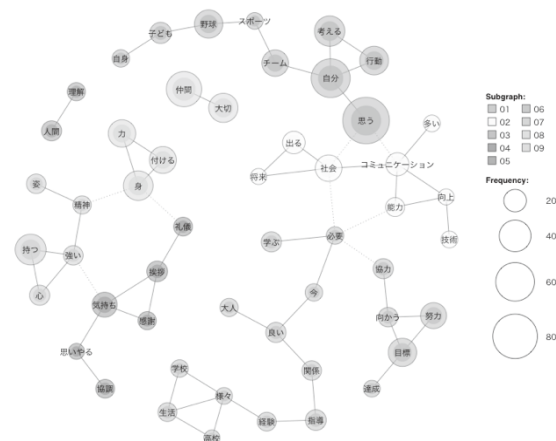 考える
野球
スポーツ
子ども
自身
チーム
自分
行動
理解
仲間
大切
思う
人間
力
付ける
身
出る
社会
将来
コミュニケーション
多い
能力
向上
技術
姿
精神
強い
持つ
心
礼儀
挨拶
気持ち
感謝
思いやる
協調
学ぶ
必要
協力
今
大人
良い
向かう
努力
目標
達成
関係
指導
経験
学校
様々
生活
高校
Subgraph:
01 06
02 07
03 08
04 09
05
Frequency:
20
40
60
80